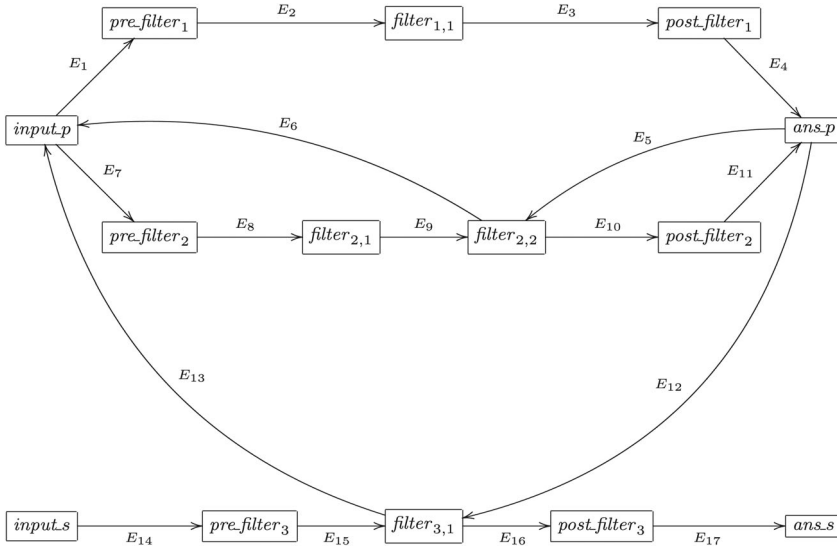 pre_filter₁ E₂ filter₁,₁ E₃ post_filter₁
E₁ E₄
input_p E₆ E₅ ans_p
E₇ E₁₁
pre_filter₂ E₈ filter₂,₁ E₉ filter₂,₂ E₁₀ post_filter₂
E₁₃ E₁₂
input_s E₁₄ pre_filter₃ E₁₅ filter₃,₁ E₁₆ post_filter₃ E₁₇ ans_s